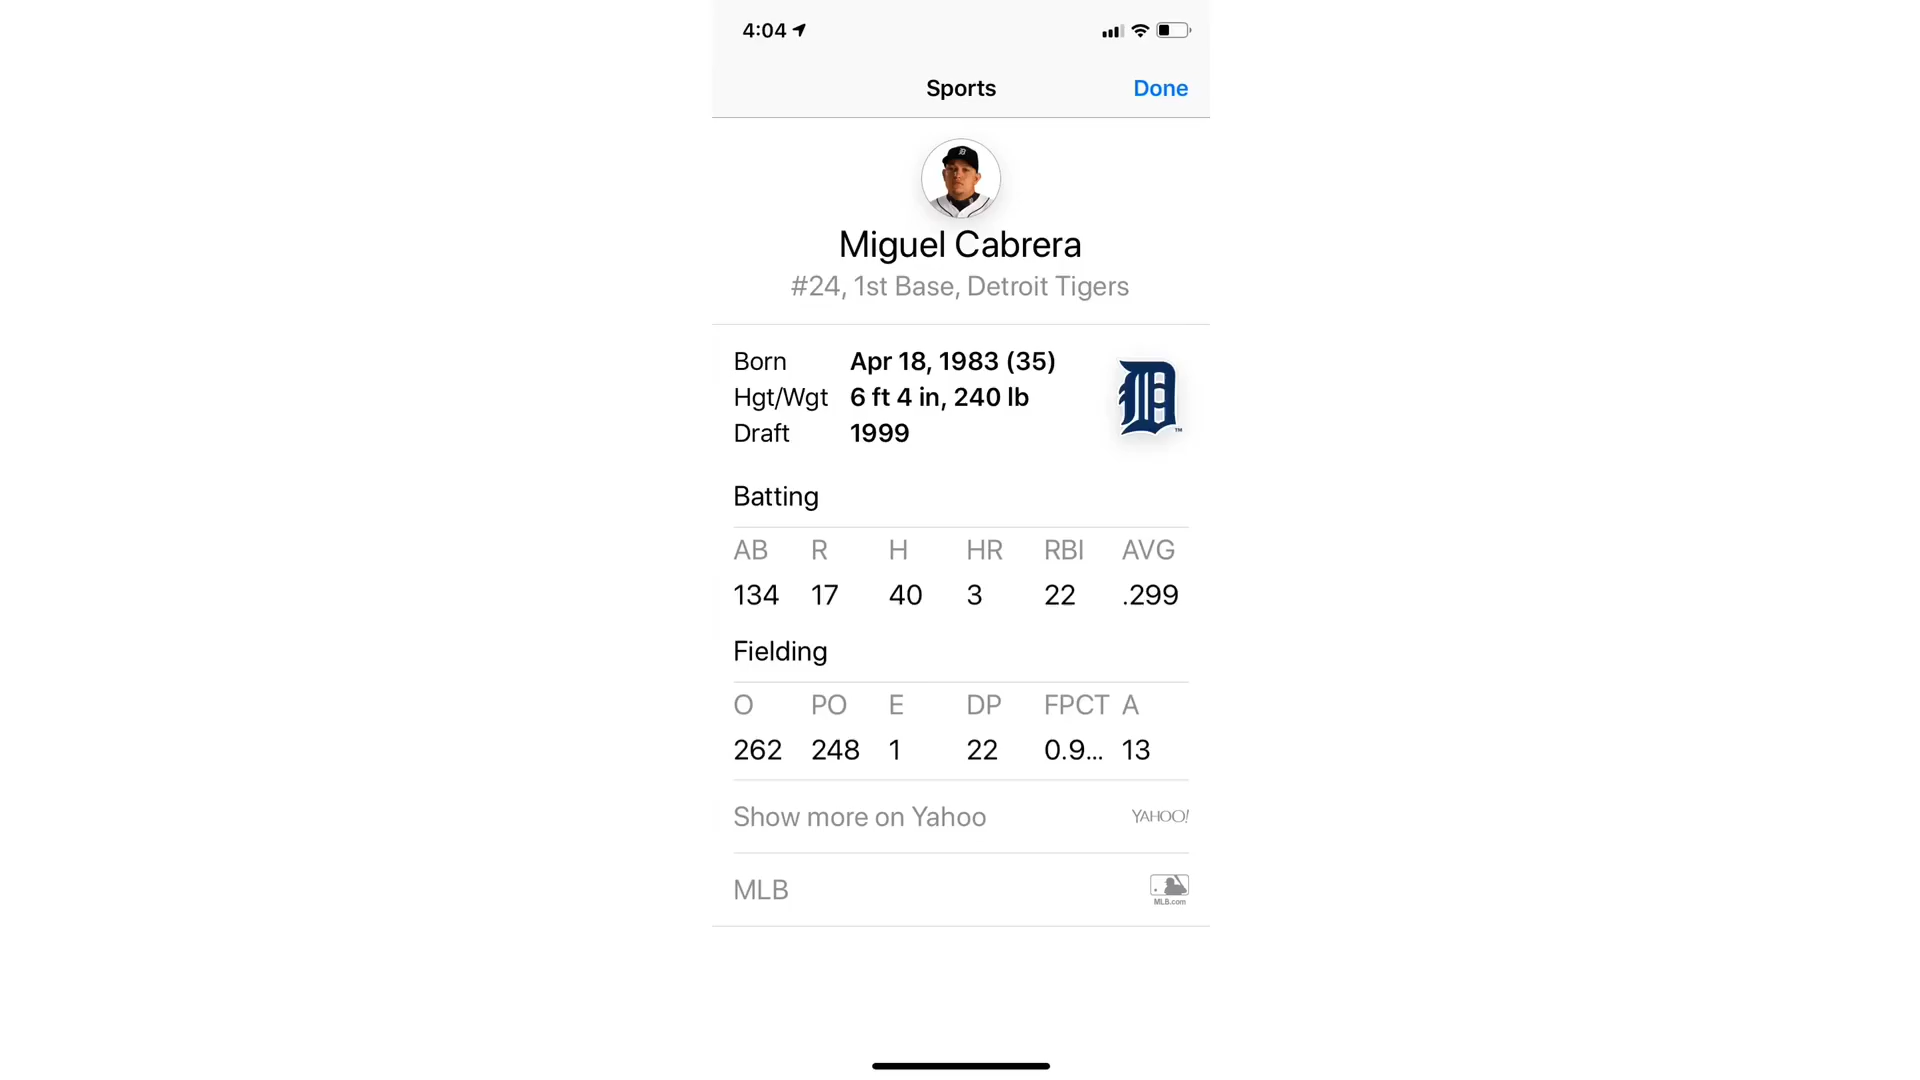 4:04
Sports
Done
Miguel Cabrera
#24, 1st Base, Detroit Tigers
Born Apr 18, 1983 (35)
Hgt/Wgt 6 ft 4 in, 240 lb
Draft 1999
D
TM
Batting
AB R H HR RBI AVG
134 17 40 3 22 .299
Fielding
O PO E DP FPCT A
262 248 1 22 0.9... 13
Show more on Yahoo
YAHOO!
MLB
MLB.com